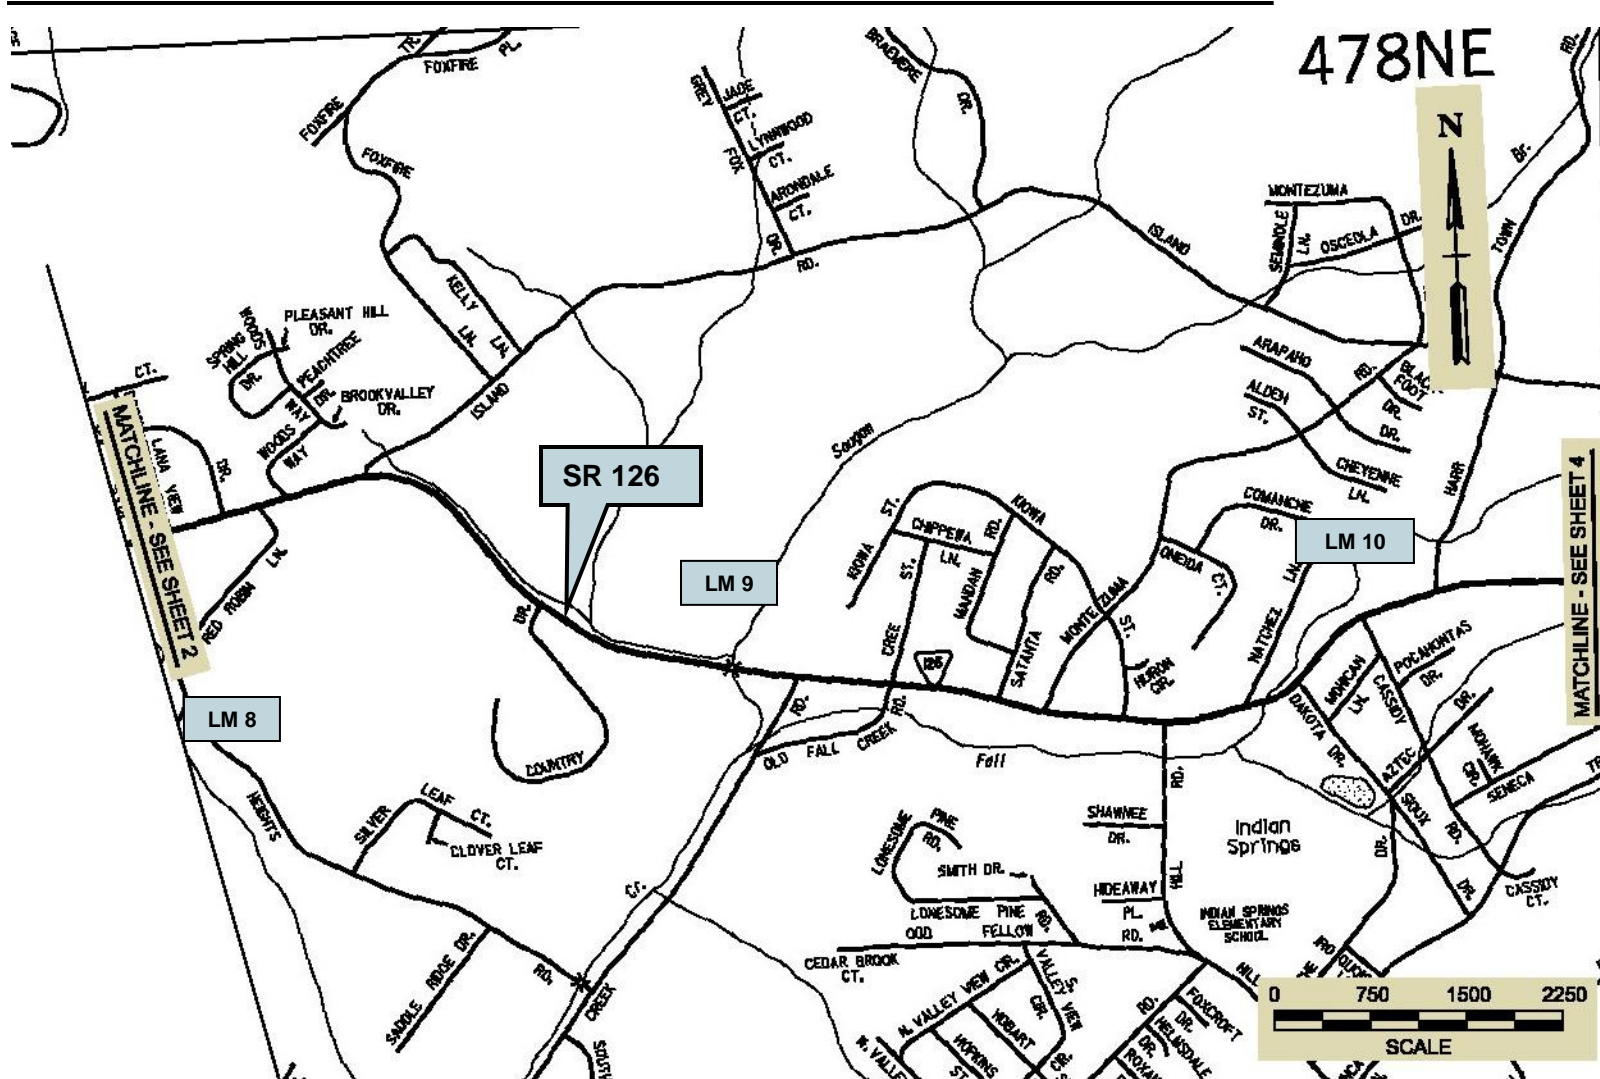 478NE
N
TR.
FOXFIRE PL.
FOXFIRE
FOXFIRE
GREY
FOX
DR.
JADE
CT.
LYNNWOOD
CT.
ARONDALE
CT.
BRAEMERE
DR.
RD.
ISLAND
RD.
MONTEZUMA
SEMINOLE
LN.
OSCEOLA
DR.
TOWN
BR.
KELLY
LN.
LN.
ISLAND
PLEASANT HILL
DR.
WOODS
SPRING
HILL
DR.
PEACHTREE
DR.
WAY
BROOKVALLEY
DR.
WOODS
WAY
CT.
LANA VIEW
DR.
MATCHLINE - SEE SHEET 2
RED ROBIN
LN.
ARAPAHO
DR.
RD.
BLACK
FOOT
DR.
ALDEN
ST.
CHEYENNE
LN.
HARR
MATCHLINE - SEE SHEET 4
SR 126
LM 9
LM 10
LM 8
ST.
KIOWA
KIOWA
CHIPPEWA
LN.
RD.
MANDAN
ST.
CREE
RD.
SATANTA
126
MONTEZUMA
ST.
HURON
CIR.
ONEIDA
CT.
COMANCHE
DR.
LN.
NATCHEZ
DR.
COUNTRY
RD.
OLD FALL CREEK
RD.
Fall
POCAHONTAS
DR.
MOHICAN
LN.
CASSIDY
RD.
DAKOTA
DR.
AZTEC
DR.
MOHAWK
CIR.
SENECA
TR
SIOUX
DR.
DR.
CASSIDY
CT.
HEIGHTS
SILVER
LEAF
CT.
CLOVER LEAF
CT.
Cr.
LONESOME
PINE
RD.
SMITH DR.
LONESOME PINE
RD.
ODD FELLOW
RD.
CEDAR BROOK
CT.
SHAWNEE
DR.
RD.
HILL
HIDEAWAY
PL.
Indian
Springs
INDIAN SPRINGS
ELEMENTARY
SCHOOL
HILL
SADDLE RIDGE DR.
RD.
CREEK
SOUTH
N. VALLEY VIEW CIR.
S.
VALLEY VIEW
CIR.
HOBART
CIR.
HOPKINS
ST.
W. VALLEY
RD.
FOXCROFT
DR.
HELMSDALE
DR.
0 750 1500 2250
SCALE